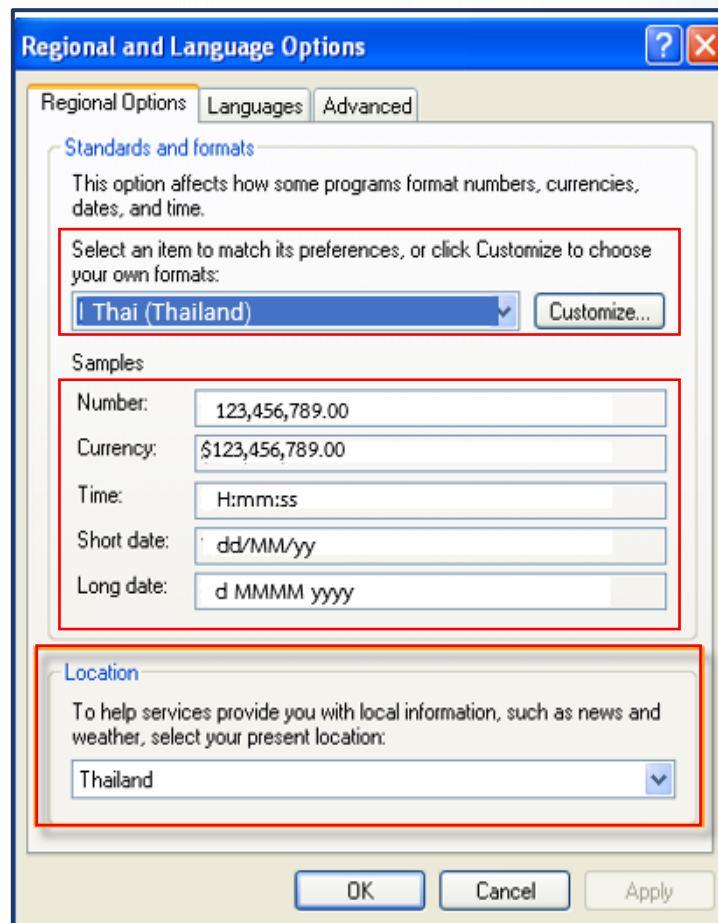 Regional and Language Options
Regional Options Languages Advanced
Standards and formats
This option affects how some programs format numbers, currencies,
dates, and time.
Select an item to match its preferences, or click Customize to choose
your own formats:
Thai (Thailand) Customize...
Samples
Number: 123,456,789.00
Currency: $123,456,789.00
Time: H:mm:ss
Short date: dd/MM/yy
Long date: d MMMM yyyy
Location
To help services provide you with local information, such as news and
weather, select your present location:
Thailand
OK Cancel Apply